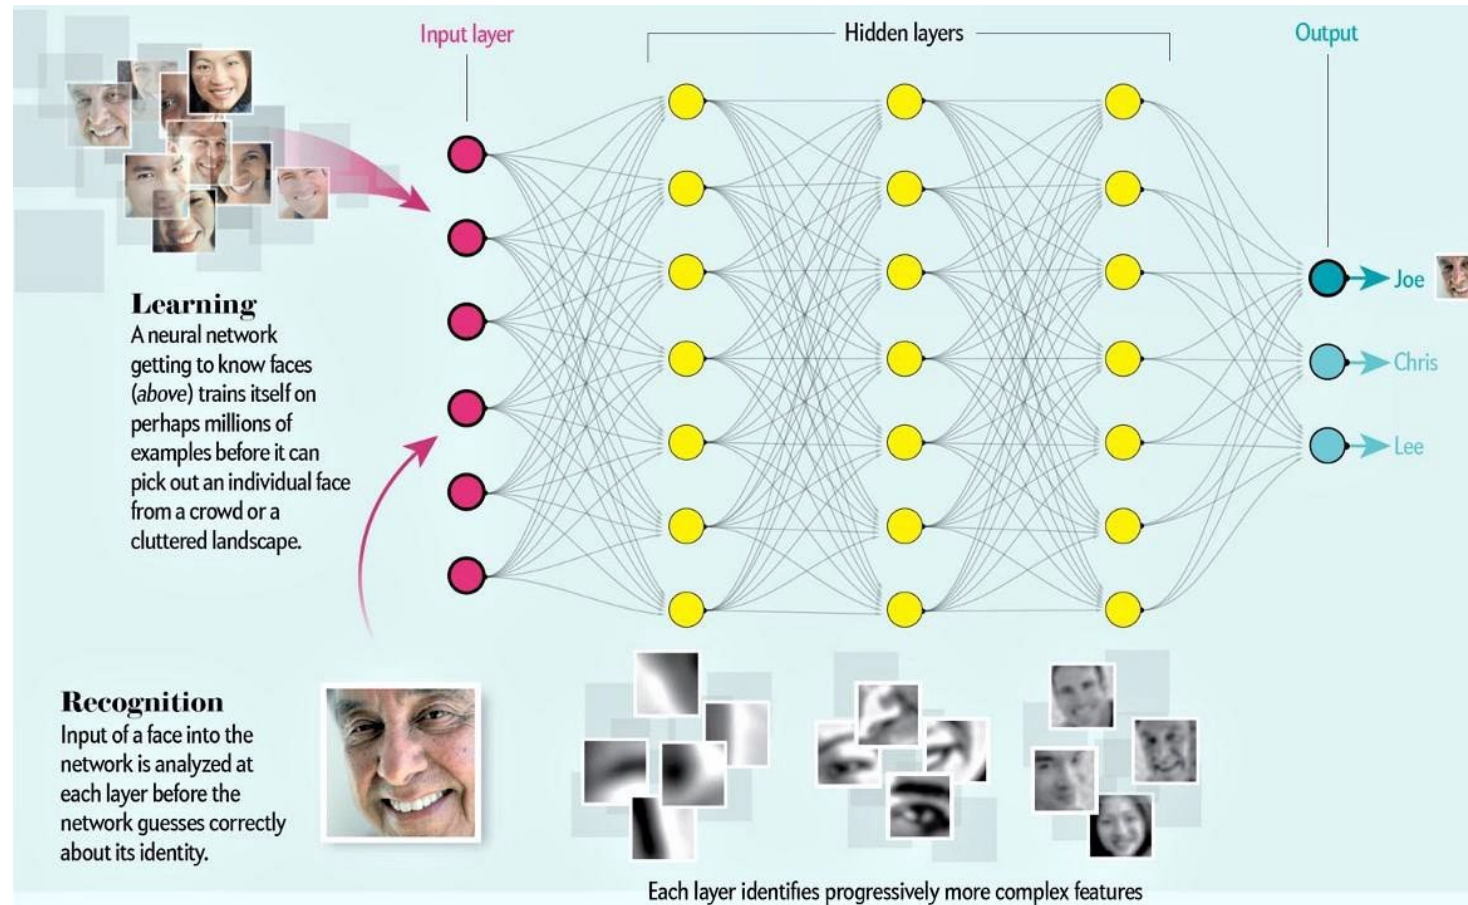 Input layer
Hidden layers
Output
Joe
Chris
Lee
Learning
A neural network
getting to know faces
(above) trains itself on
perhaps millions of
examples before it can
pick out an individual face
from a crowd or a
cluttered landscape.
Recognition
Input of a face into the
network is analyzed at
each layer before the
network guesses correctly
about its identity.
Each layer identifies progressively more complex features